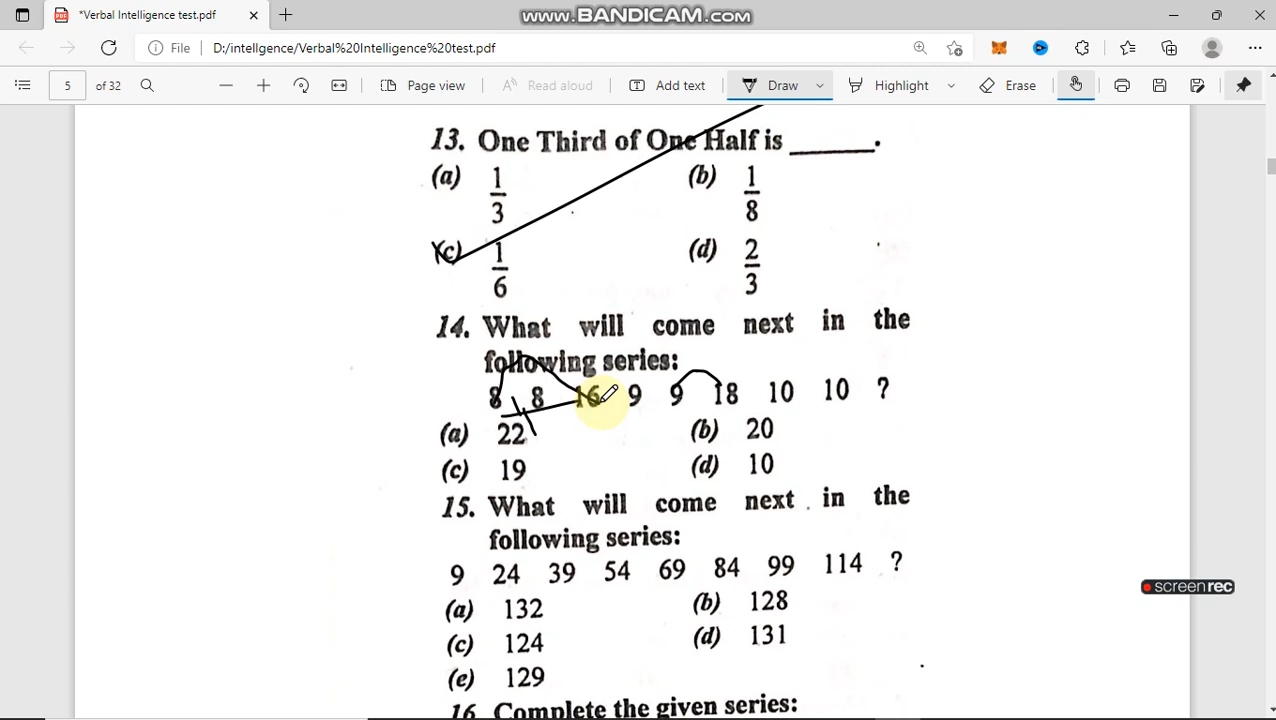 *Verbal Intelligence test.pdf
WWW.BANDICAM.COM
File D:/intellgence/Verbal%20Intelligence%20test.pdf
5 of 32 Page view Read aloud Add text Draw Highlight Erase
13. One Third of One Half is ______.
(a) 1/3 (b) 1/8
(c) 1/6 (d) 2/3
14. What will come next in the
following series:
8 8 16 9 9 18 10 10 ?
(a) 22 (b) 20
(c) 19 (d) 10
15. What will come next . in the
following series:
9 24 39 54 69 84 99 114 ?
(a) 132 (b) 128
(c) 124 (d) 131
(e) 129
16. Complete the given series:
screenrec